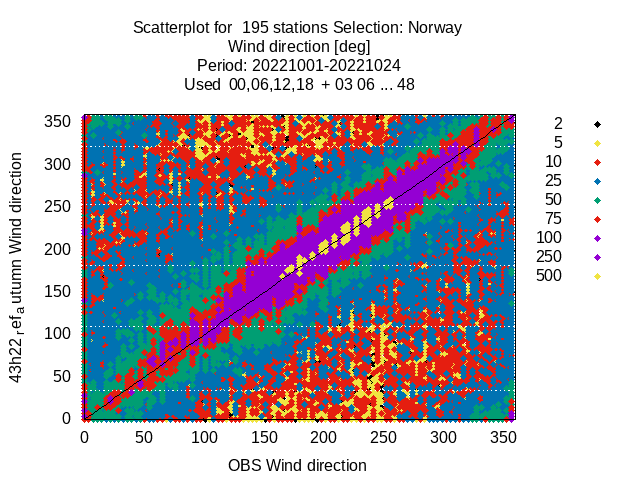 Scatterplot for  195 stations Selection: Norway
Wind direction [deg]
Period: 20221001-20221024
Used  00,06,12,18  + 03 06 ... 48
350
300
250
200
150
100
50
0
0 50 100 150 200 250 300 350
43h22refaautumn Wind direction
OBS Wind direction
2
5
10
25
50
75
100
250
500